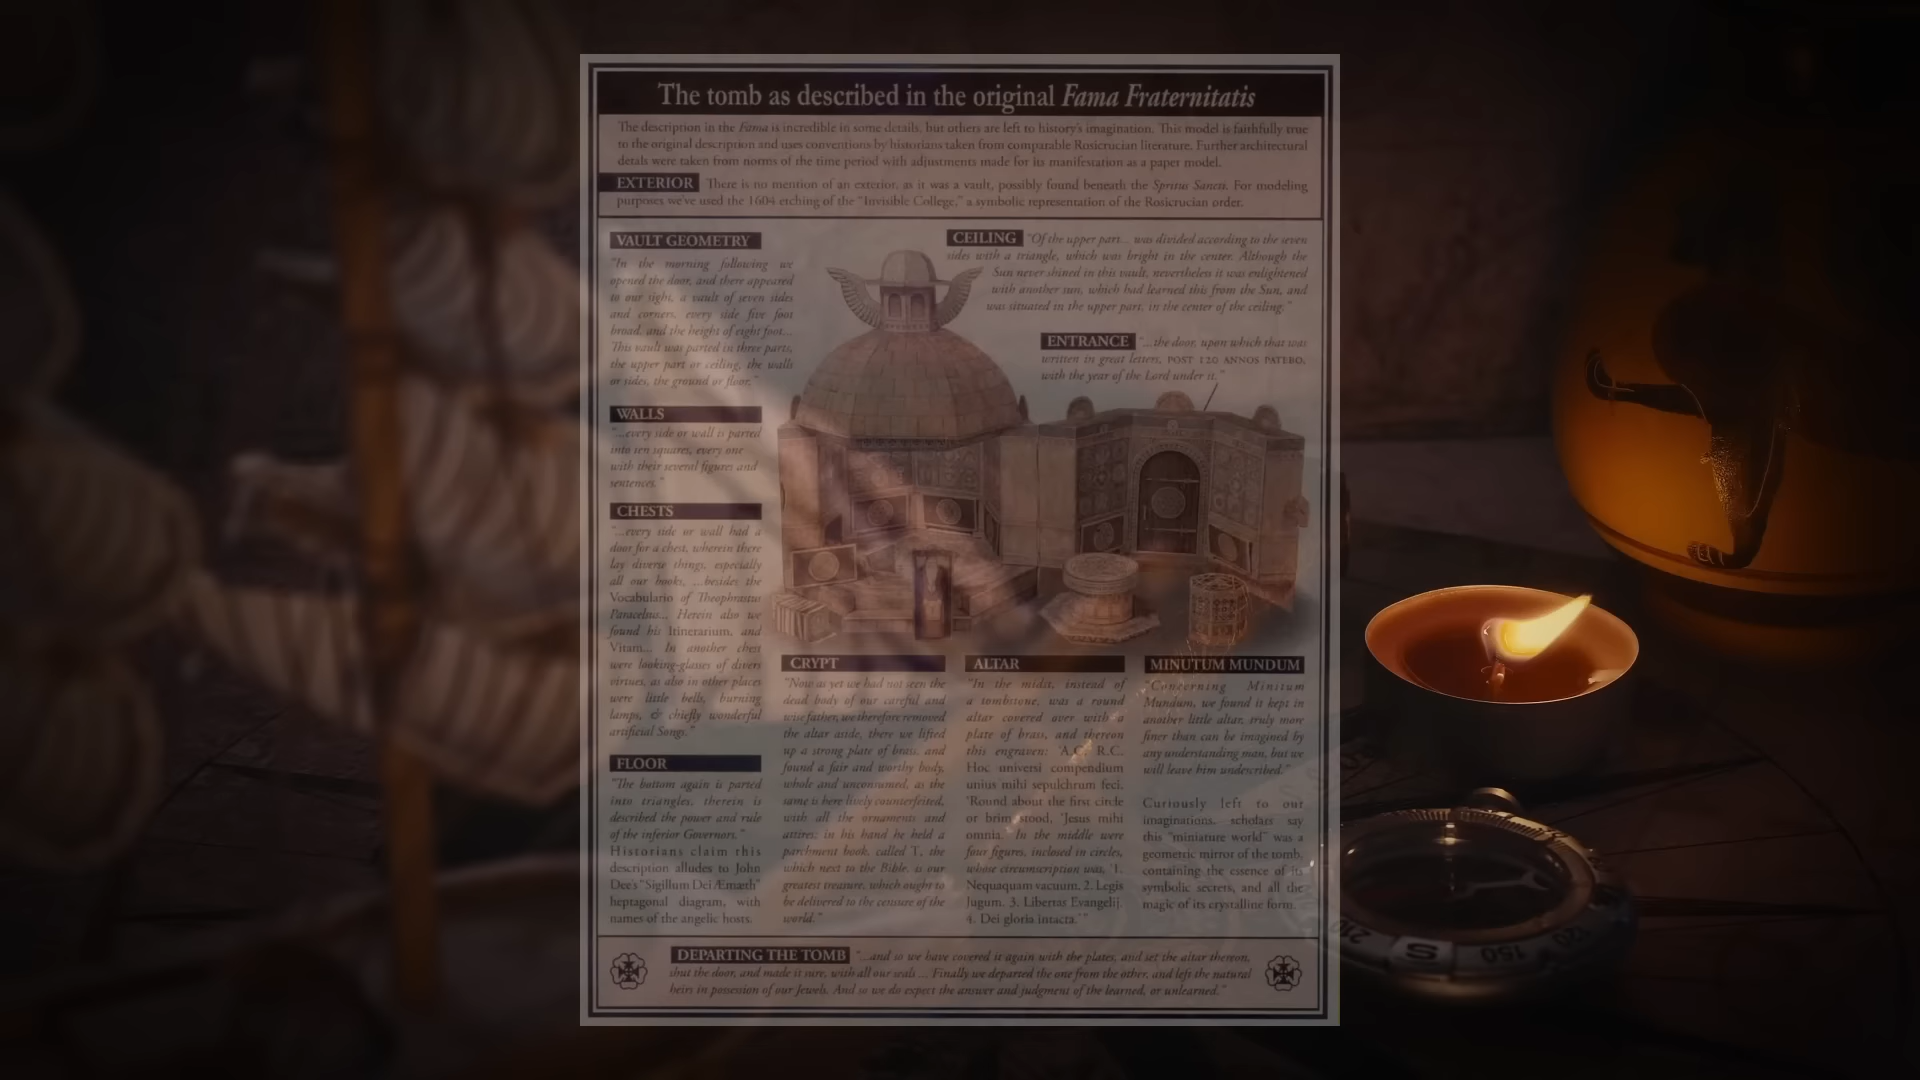 The tomb as described in the original Fama Fraternitatis
The description in the Fama is incredible in some details, but others are left to history's imagination. This model is faithfully true
to the original description and uses conventions by historians taken from comparable Rosicrucian literature. Further architectural
detals were taken from norms of the time period with adjustments made for its manifestation as a paper model.
EXTERIOR There is no mention of an exterior, as it was a vault, possibly found beneath the Spritus Sancti. For modeling
purposes we've used the 1604 etching of the "Invisible College," a symbolic representation of the Rosicrucian order.
VAULT GEOMETRY
"In the morning following we
opened the door, and there appeared
to our sight, a vault of seven sides
and corners, every side five foot
broad, and the height of eight foot...
This vault was parted in three parts,
the upper part or ceiling, the walls
or sides, the ground or floor."
WALLS
"...every side or wall is parted
into ten squares, every one
with their several figures and
sentences."
CHESTS
"...every side or wall had a
door for a chest, wherein there
lay diverse things, especially
all our books, ...besides the
Vocabulario of Theophrastus
Paracelso... Herein also we
found his Itinerarium, and
Vitam... In another chest
were looking-glasses of divers
virtues, as also in other places
were little bells, burning
lamps, & chiefly wonderful
artificial Songs."
FLOOR
"The bottom again is parted
into triangles, therein is
described the power and rule
of the inferior Governors."
Historians claim this
description alludes to John
Dee's "Sigillum Dei Æmæth"
heptagonal diagram, with
names of the angelic hosts.
CEILING "Of the upper part... was divided according to the seven
sides with a triangle, which was bright in the center. Although the
Sun never shined in this vault, nevertheless it was enlightened
with another sun, which had learned this from the Sun, and
was situated in the upper part, in the center of the ceiling."
ENTRANCE "...the door, upon which that was
written in great letters, POST 120 ANNOS PATEBO,
with the year of the Lord under it."
CRYPT
"Now as yet we had not seen the
dead body of our careful and
wise father, we therefore removed
the altar aside, there we lifted
up a strong plate of brass, and
found a fair and worthy body,
whole and unconsumed, as the
same is here lively counterfeited,
with all the ornaments and
attires; in his hand he held a
parchment book, called T, the
which next to the Bible, is our
greatest treasure, which ought to
be delivered to the censure of the
world."
ALTAR
"In the midst, instead of
a tombstone, was a round
altar covered over with a
plate of brass, and thereon
this engraven: 'A.C. R.C.
Hoc universi compendium
unius mihi sepulchrum feci.
'Round about the first circle
or brim stood, 'Jesus mihi
omnia. In the middle were
four figures, inclosed in circles,
whose circumscription was, '1.
Nequaquam vacuum. 2. Legis
Jugum. 3. Libertas Evangelij.
4. Dei gloria intacta.'"
MINUTUM MUNDUM
"Concerning Minitum
Mundum, we found it kept in
another little altar, truly more
finer than can be imagined by
any understanding man, but we
will leave him undescribed."
Curiously left to our
imaginations, scholars say
this "miniature world" was a
geometric mirror of the tomb,
containing the essence of its
symbolic secrets, and all the
magic of its crystalline form.
DEPARTING THE TOMB "...and so we have covered it again with the plates, and set the altar thereon,
shut the door, and made it sure, with all our seals ... Finally we departed the one from the other, and left the natural
heirs in possession of our Jewels. And so we do expect the answer and judgment of the learned, or unlearned."
210
S
150
120